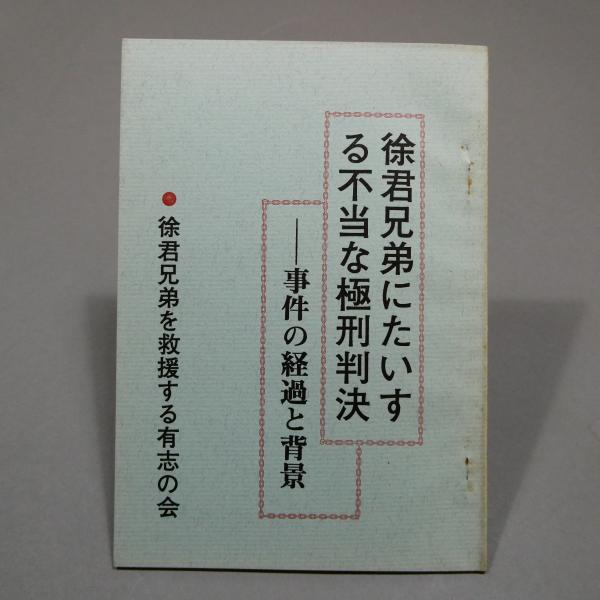 徐君兄弟にたいす
る不当な極刑判決
――事件の経過と背景
●徐君兄弟を救援する有志の会